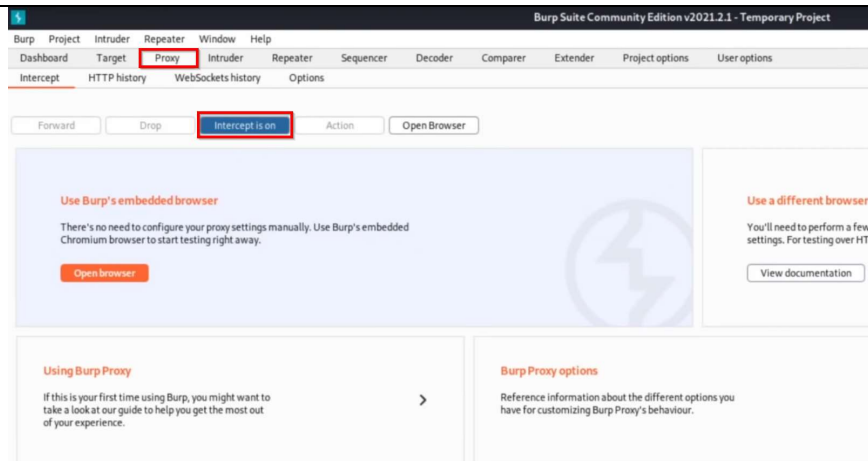 Burp Suite Community Edition v2021.2.1 - Temporary Project
Burp Project Intruder Repeater Window Help
Dashboard Target Proxy Intruder Repeater Sequencer Decoder Comparer Extender Project options User options
Intercept HTTP history WebSockets history Options
Forward Drop Intercept is on Action Open Browser
Use Burp's embedded browser
There's no need to configure your proxy settings manually. Use Burp's embedded
Chromium browser to start testing right away.
Open browser
Use a different browser
You'll need to perform a few
settings. For testing over HT
View documentation
Using Burp Proxy
If this is your first time using Burp, you might want to
take a look at our guide to help you get the most out
of your experience.
Burp Proxy options
Reference information about the different options you
have for customizing Burp Proxy's behaviour.